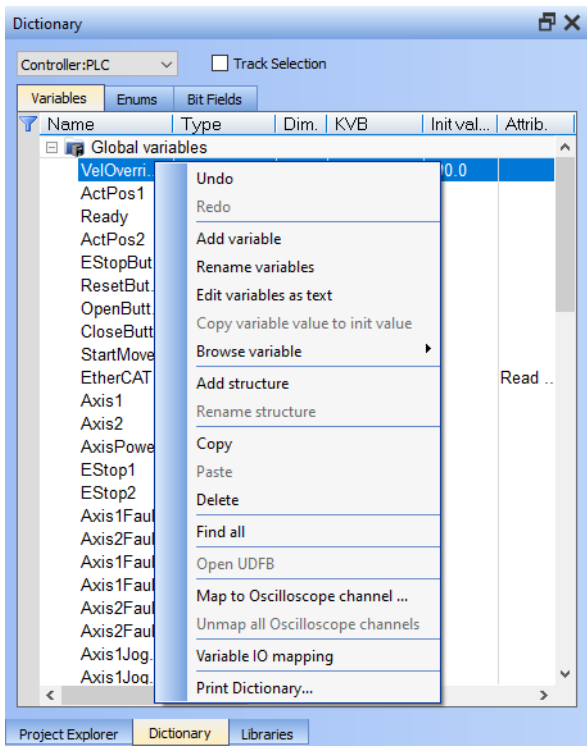 Dictionary
Controller:PLC Track Selection
Variables Enums Bit Fields
Name Type Dim. KVB Init val... Attrib.
Global variables
VelOverri... 0.0
ActPos1
Ready
ActPos2
EStopBut
ResetBut.
OpenButt.
CloseButt
StartMove
EtherCAT Read ..
Axis1
Axis2
AxisPowe
EStop1
EStop2
Axis1Faul
Axis2Faul
Axis1Faul
Axis1Faul
Axis2Faul
Axis2Faul
Axis1Jog.
Axis1Jog.
Undo
Redo
Add variable
Rename variables
Edit variables as text
Copy variable value to init value
Browse variable
Add structure
Rename structure
Copy
Paste
Delete
Find all
Open UDFB
Map to Oscilloscope channel ...
Unmap all Oscilloscope channels
Variable IO mapping
Print Dictionary...
Project Explorer Dictionary Libraries